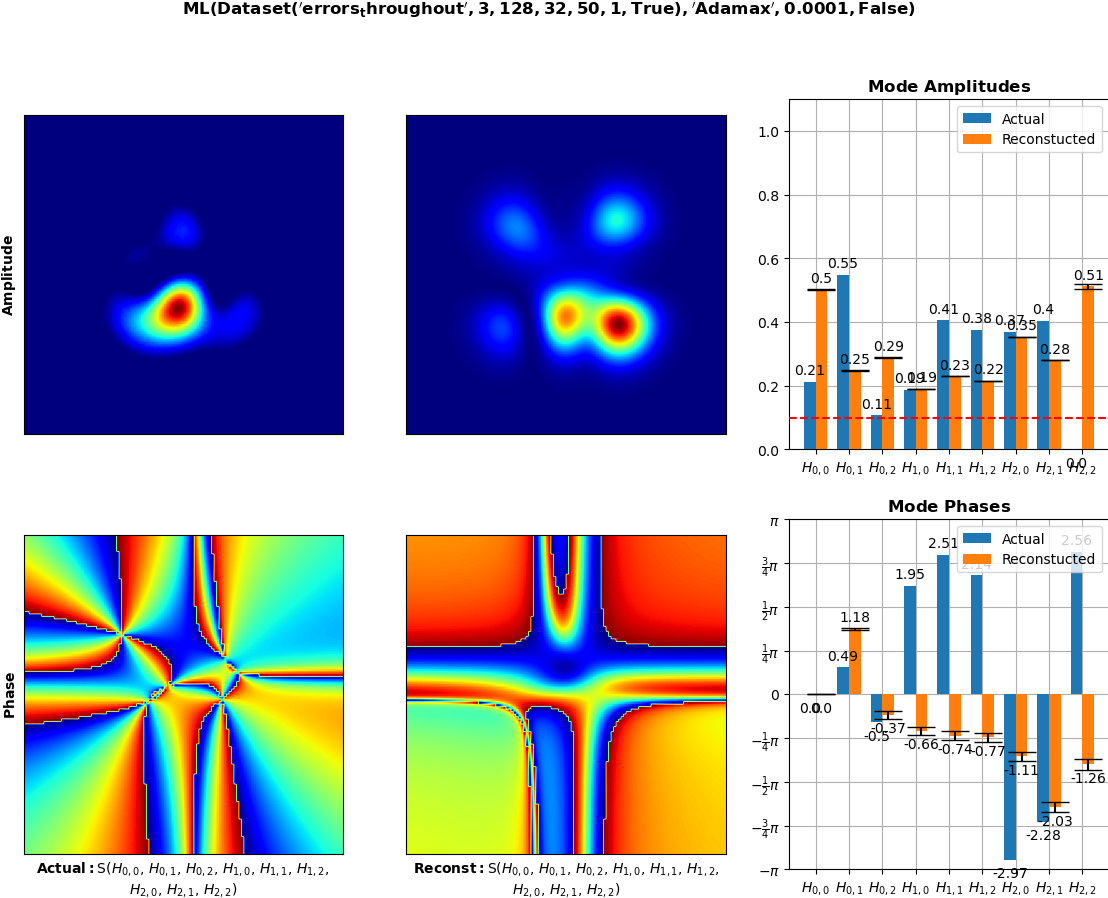 ML(Dataset('errors_throughout', 3, 128, 32, 50, 1, True), 'Adamax', 0.0001, False)
Amplitude
Mode Amplitudes
Actual
Reconstucted
1.0
0.8
0.6
0.4
0.2
0.0
0.21
0.5
0.55
0.25
0.11
0.29
0.19
0.19
0.41
0.23
0.38
0.22
0.37
0.35
0.4
0.28
0.0
0.51
H0,0 H0,1 H0,2 H1,0 H1,1 H1,2 H2,0 H2,1 H2,2
Phase
Mode Phases
Actual
Reconstucted
π
3/4π
1/2π
1/4π
0
−1/4π
−1/2π
−3/4π
−π
0.0
0.0
0.49
1.18
-0.5
-0.37
1.95
-0.66
2.51
-0.74
2.14
-0.77
-2.97
-1.11
-2.28
-2.03
2.56
-1.26
H0,0 H0,1 H0,2 H1,0 H1,1 H1,2 H2,0 H2,1 H2,2
Actual: S(H0,0, H0,1, H0,2, H1,0, H1,1, H1,2,
H2,0, H2,1, H2,2)
Reconst: S(H0,0, H0,1, H0,2, H1,0, H1,1, H1,2,
H2,0, H2,1, H2,2)